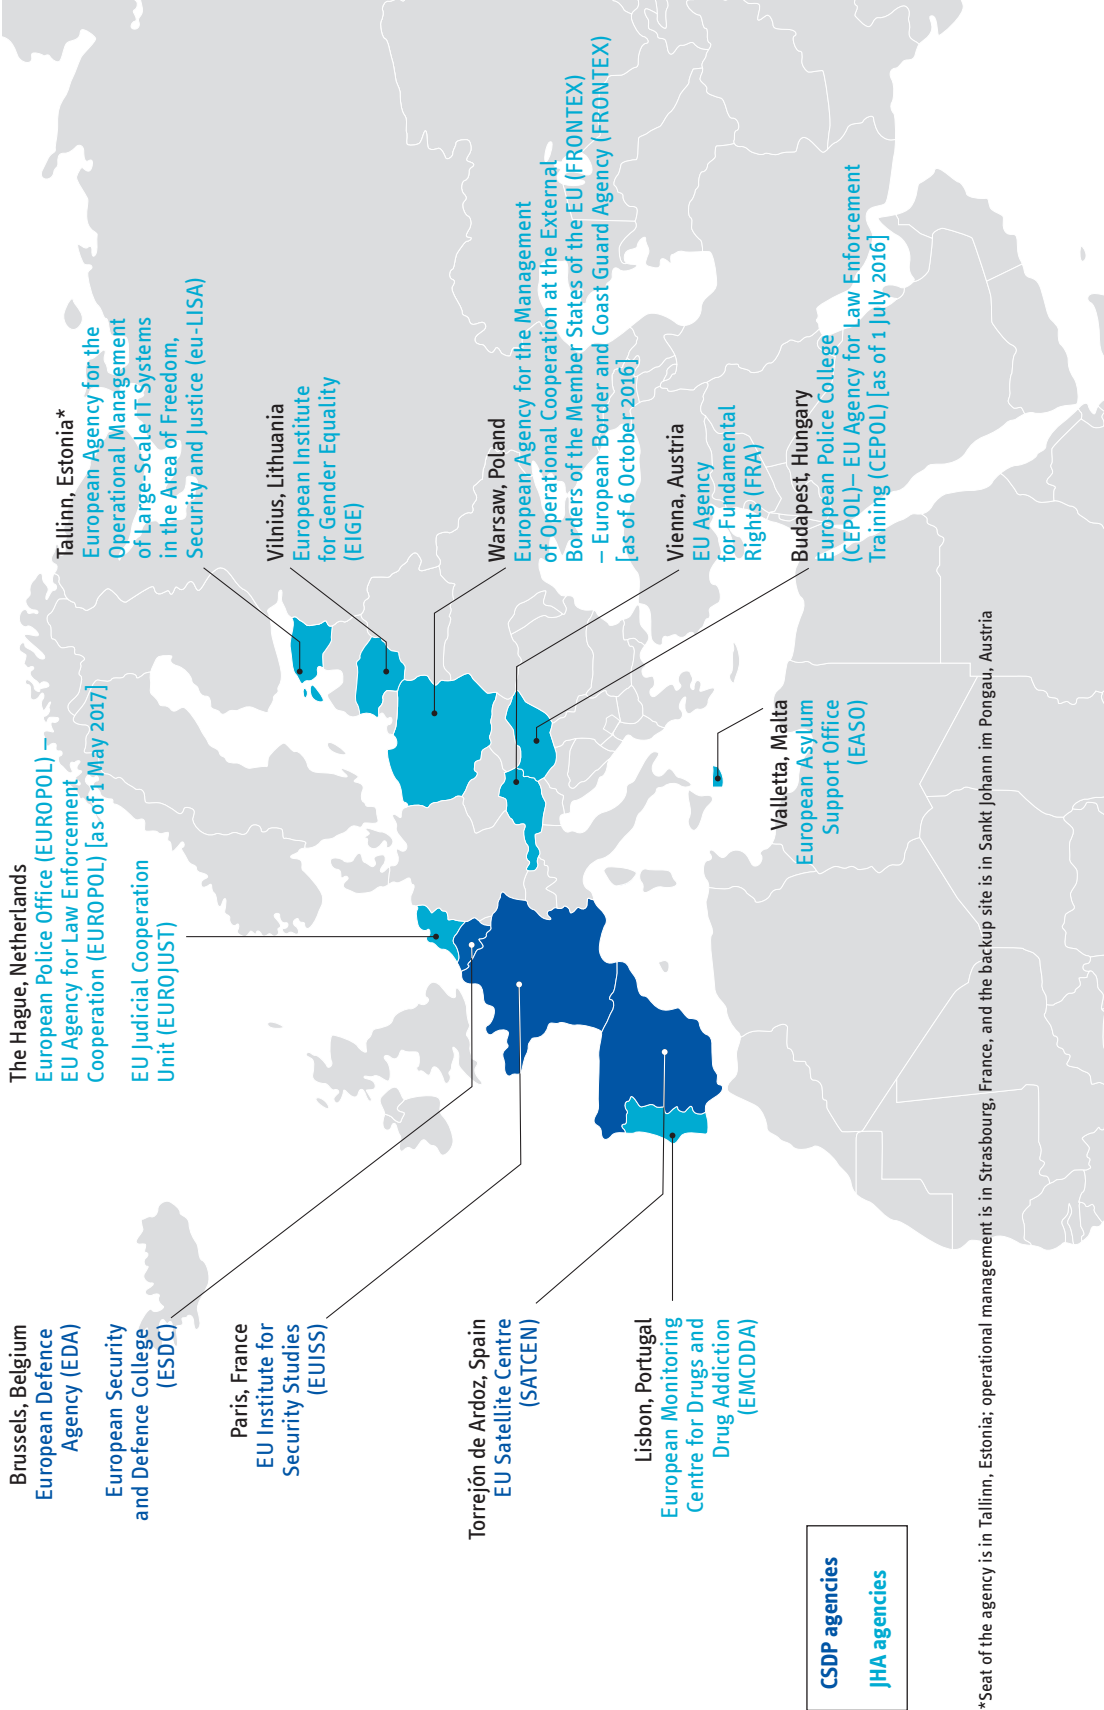 Brussels, Belgium
European Defence
Agency (EDA)
European Security
and Defence College
(ESDC)
Paris, France
EU Institute for
Security Studies
(EUISS)
Torrejón de Ardoz, Spain
EU Satellite Centre
(SATCEN)
Lisbon, Portugal
European Monitoring
Centre for Drugs and
Drug Addiction
(EMCDDA)
The Hague, Netherlands
European Police Office (EUROPOL) –
EU Agency for Law Enforcement
Cooperation (EUROPOL) [as of 1 May 2017]
EU Judicial Cooperation
Unit (EUROJUST)
Tallinn, Estonia*
European Agency for the
Operational Management
of Large-Scale IT Systems
in the Area of Freedom,
Security and Justice (eu-LISA)
Vilnius, Lithuania
European Institute
for Gender Equality
(EIGE)
Warsaw, Poland
European Agency for the Management
of Operational Cooperation at the External
Borders of the Member States of the EU (FRONTEX)
– European Border and Coast Guard Agency (FRONTEX)
[as of 6 October 2016]
Vienna, Austria
EU Agency
for Fundamental
Rights (FRA)
Budapest, Hungary
European Police College
(CEPOL)– EU Agency for Law Enforcement
Training (CEPOL) [as of 1 July 2016]
Valletta, Malta
European Asylum
Support Office
(EASO)
CSDP agencies
JHA agencies
*Seat of the agency is in Tallinn, Estonia; operational management is in Strasbourg, France, and the backup site is in Sankt Johann im Pongau, Austria